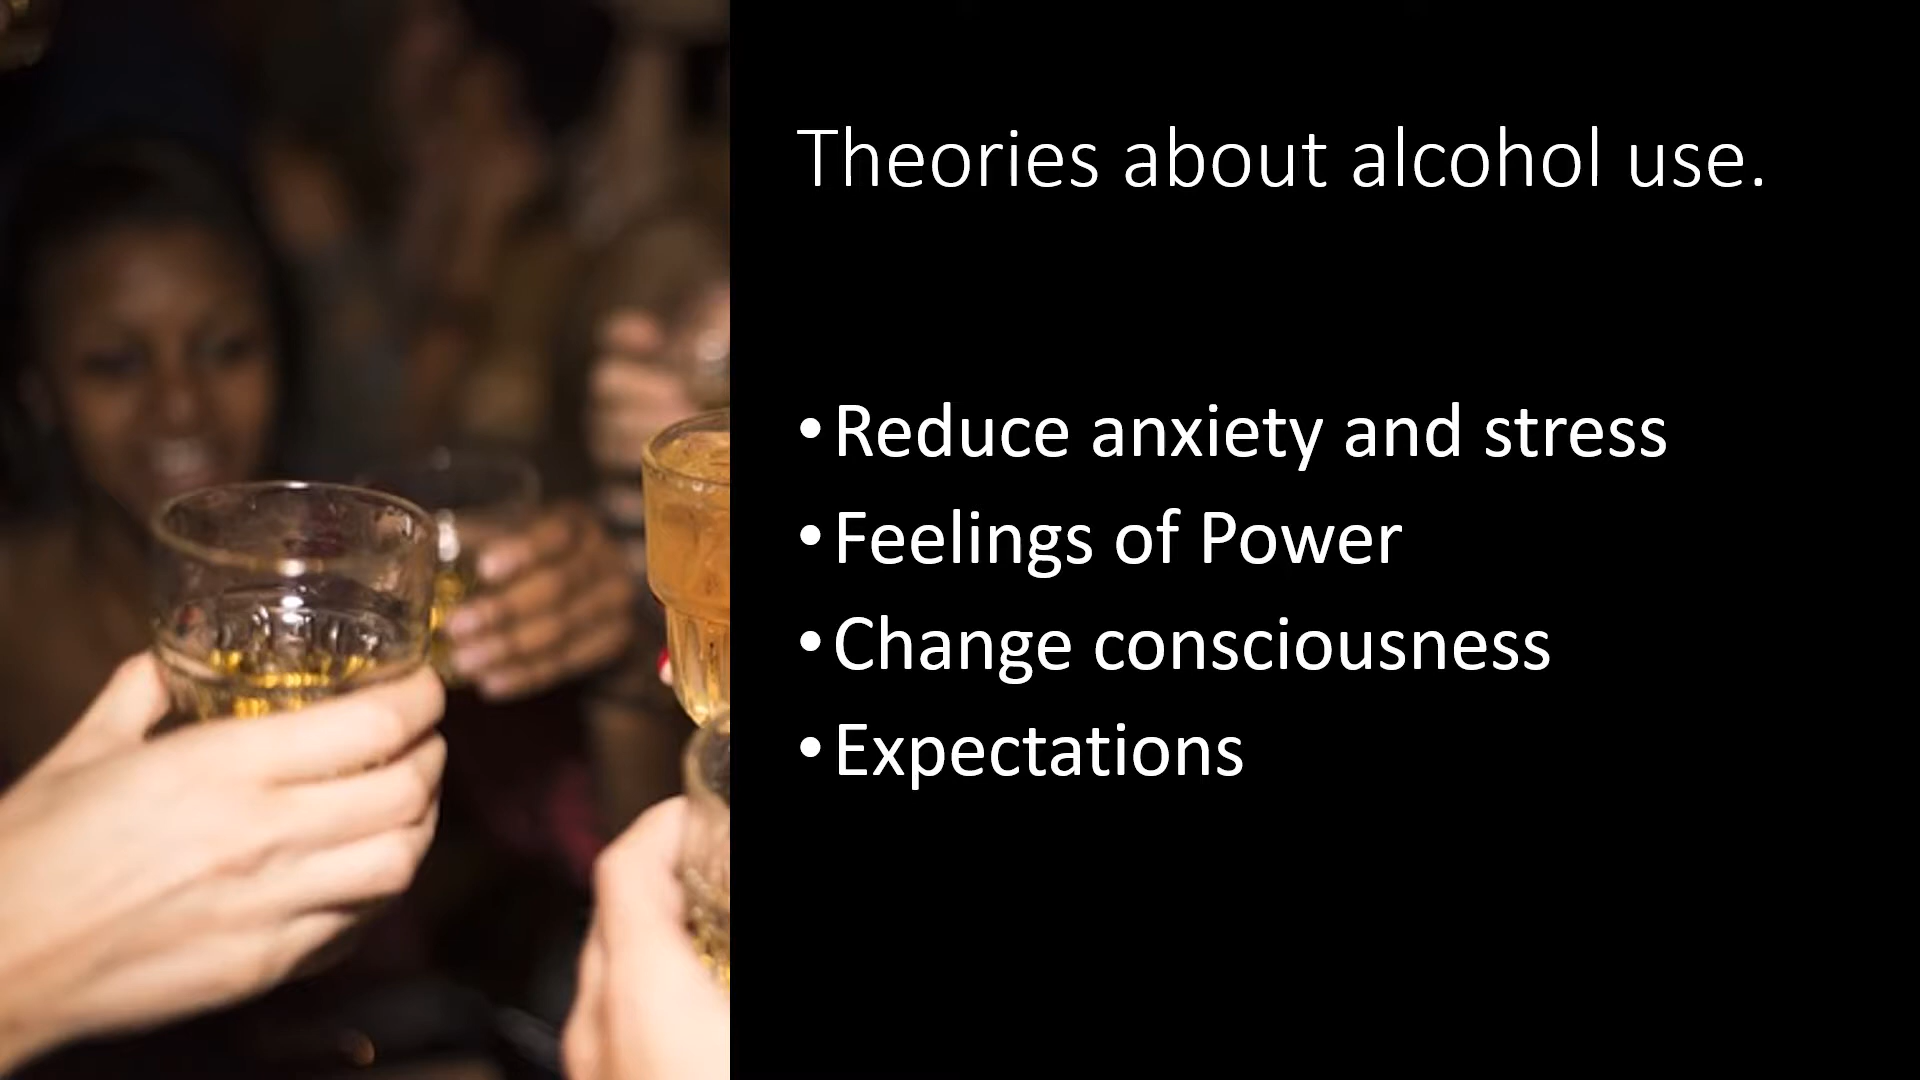 Theories about alcohol use.
•Reduce anxiety and stress
•Feelings of Power
•Change consciousness
•Expectations